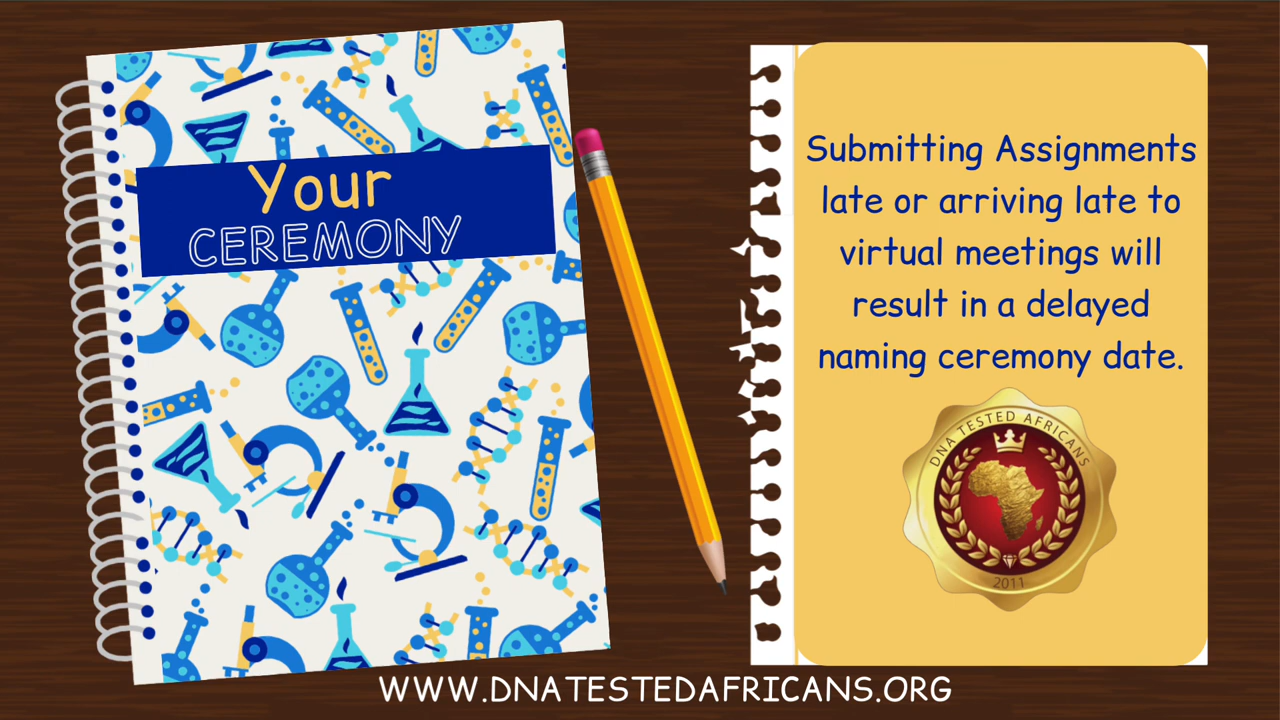 Your
CEREMONY
Submitting Assignments
late or arriving late to
virtual meetings will
result in a delayed
naming ceremony date.
DNA TESTED AFRICANS
2011
WWW.DNATESTEDAFRICANS.ORG